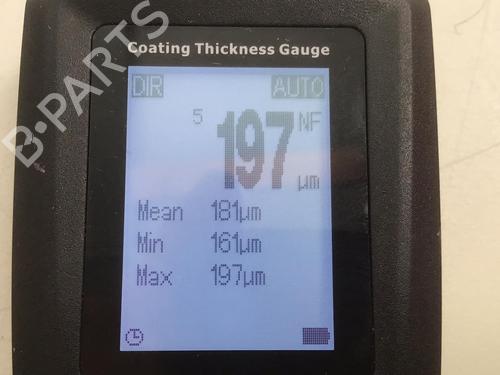 B-PARTS
Coating Thickness Gauge
DIR AUTO
5 197 NF
µm
Mean 181µm
Min 161µm
Max 197µm